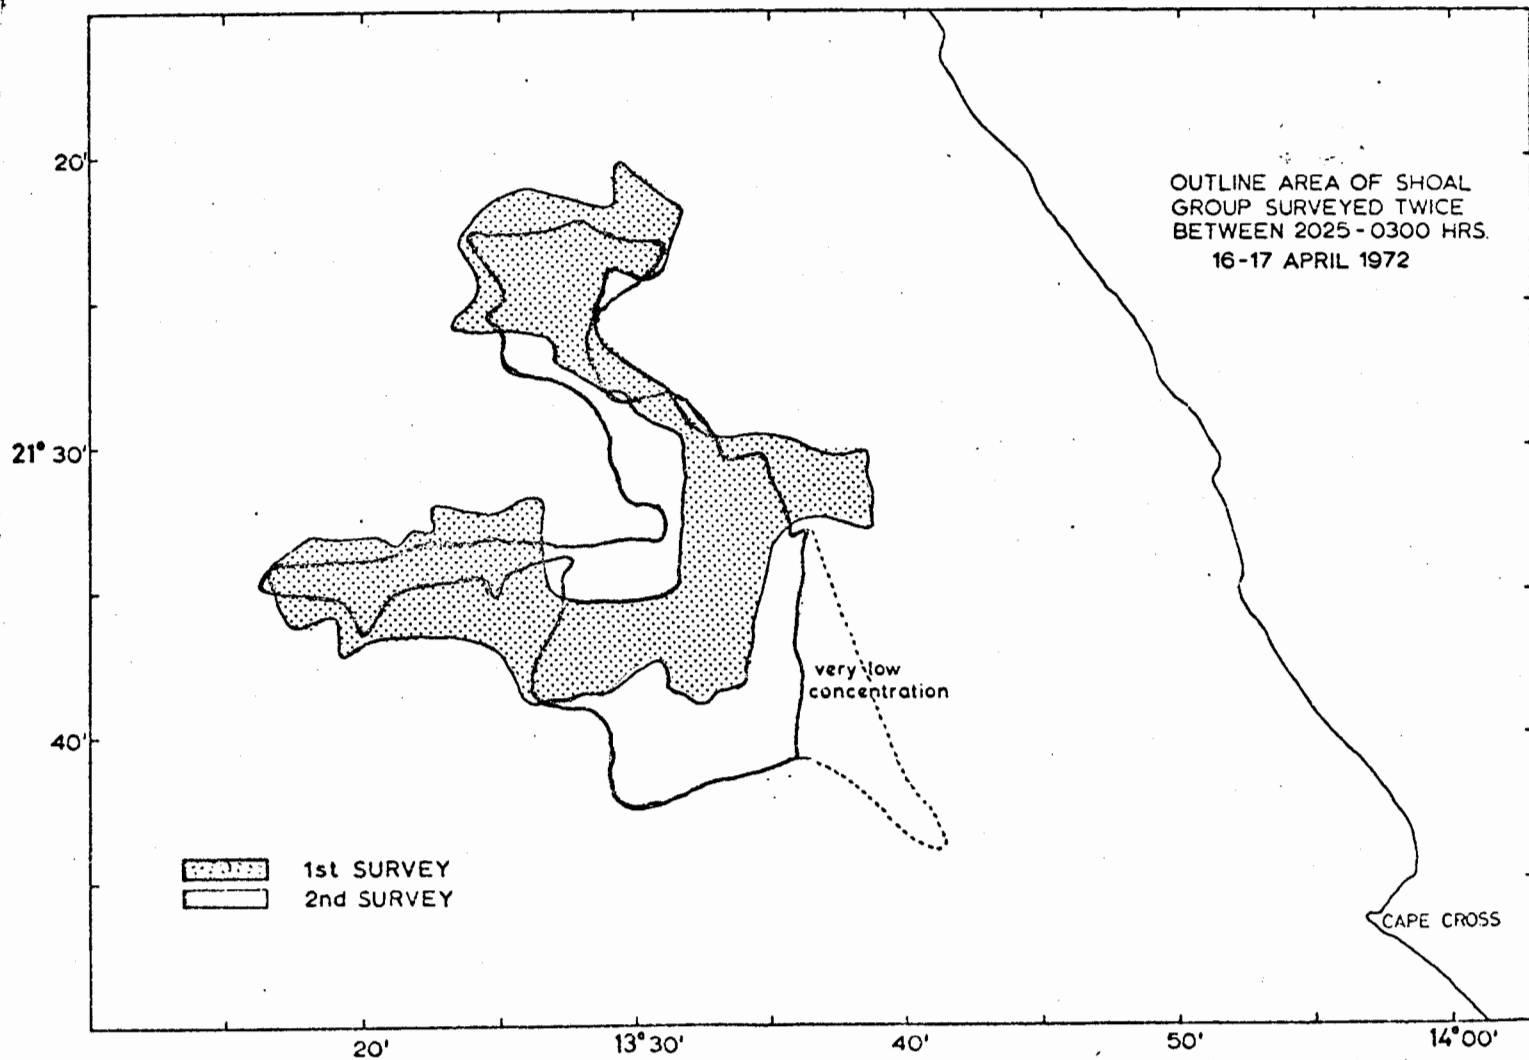 20'
OUTLINE AREA OF SHOAL
GROUP SURVEYED TWICE
BETWEEN 2025-0300 HRS.
16-17 APRIL 1972
21° 30'
very low
concentration
40'
1st SURVEY
2nd SURVEY
CAPE CROSS
20' 13°30' 40' 50' 14°00'